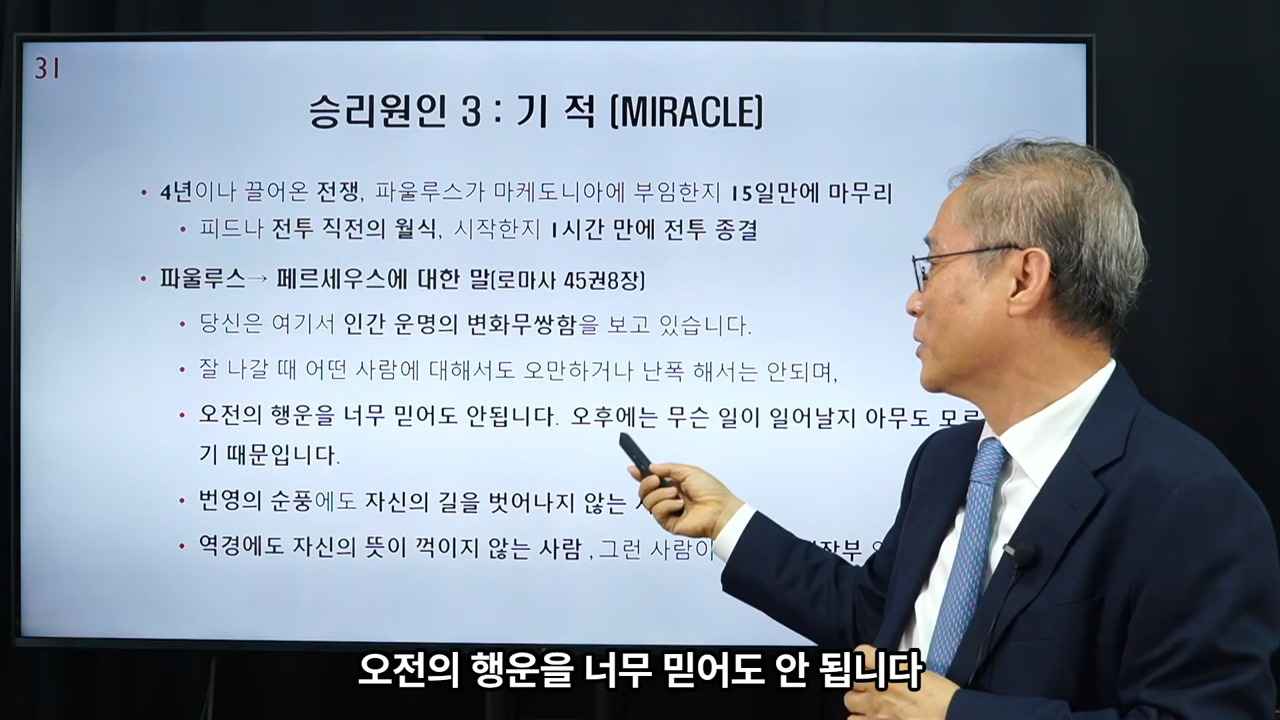 31
승리원인 3 : 기 적 (MIRACLE)
• 4년이나 끌어온 전쟁, 파울루스가 마케도니아에 부임한지 15일만에 마무리
• 피드나 전투 직전의 월식, 시작한지 1시간 만에 전투 종결
• 파울루스→ 페르세우스에 대한 말(로마사 45권8장)
• 당신은 여기서 인간 운명의 변화무쌍함을 보고 있습니다.
• 잘 나갈 때 어떤 사람에 대해서도 오만하거나 난폭 해서는 안되며,
• 오전의 행운을 너무 믿어도 안됩니다. 오후에는 무슨 일이 일어날지 아무도 모르
기 때문입니다.
• 번영의 순풍에도 자신의 길을 벗어나지 않는
• 역경에도 자신의 뜻이 꺽이지 않는 사람 , 그런 사람이
오전의 행운을 너무 믿어도 안 됩니다